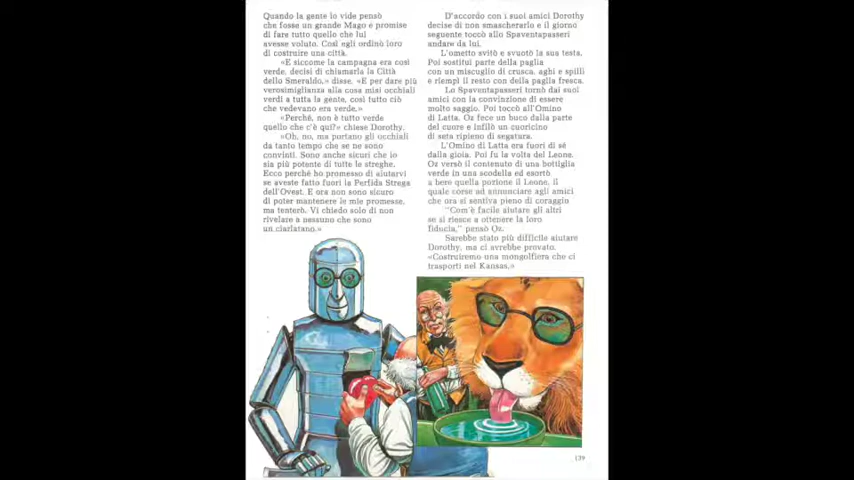 Quando la gente lo vide pensò
che fosse un grande Mago e promise
di fare tutto quello che lui
avesse voluto. Così egli ordinò loro
di costruire una città.
«E siccome la campagna era così
verde, decisi di chiamarla la Città
dello Smeraldo,» disse. «E per dare più
verosimiglianza alla cosa misi occhiali
verdi a tutta la gente, così tutto ciò
che vedevano era verde.»
«Perché, non è tutto verde
quello che c'è qui?» chiese Dorothy.
«Oh, no, ma portano gli occhiali
da tanto tempo che se ne sono
convinti. Sono anche sicuri che io
sia più potente di tutte le streghe.
Ecco perché ho promesso di aiutarvi
se aveste fatto fuori la Perfida Strega
dell'Ovest. E ora non sono sicuro
di poter mantenere le mie promesse,
ma tenterò. Vi chiedo solo di non
rivelare a nessuno che sono
un ciarlatano.»
D'accordo con i suoi amici Dorothy
decise di non smascherarlo e il giorno
seguente toccò allo Spaventapasseri
andare da lui.
L'ometto svitò e svuotò la sua testa.
Poi sostituì parte della paglia
con un miscuglio di crusca, aghi e spilli
e riempì il resto con della paglia fresca.
Lo Spaventapasseri tornò dai suoi
amici con la convinzione di essere
molto saggio. Poi toccò all'Omino
di Latta. Oz fece un buco dalla parte
del cuore e infilò un cuoricino
di seta ripieno di segatura.
L'Omino di Latta era fuori di sé
dalla gioia. Poi fu la volta del Leone.
Oz versò il contenuto di una bottiglia
verde in una scodella ed esortò
a bere quella pozione il Leone, il
quale corse ad annunciare agli amici
che ora si sentiva pieno di coraggio
"Com'è facile aiutare gli altri
se si riesce a ottenere la loro
fiducia," pensò Oz.
Sarebbe stato più difficile aiutare
Dorothy, ma ci avrebbe provato.
«Costruiremo una mongolfiera che ci
trasporti nel Kansas.»
139